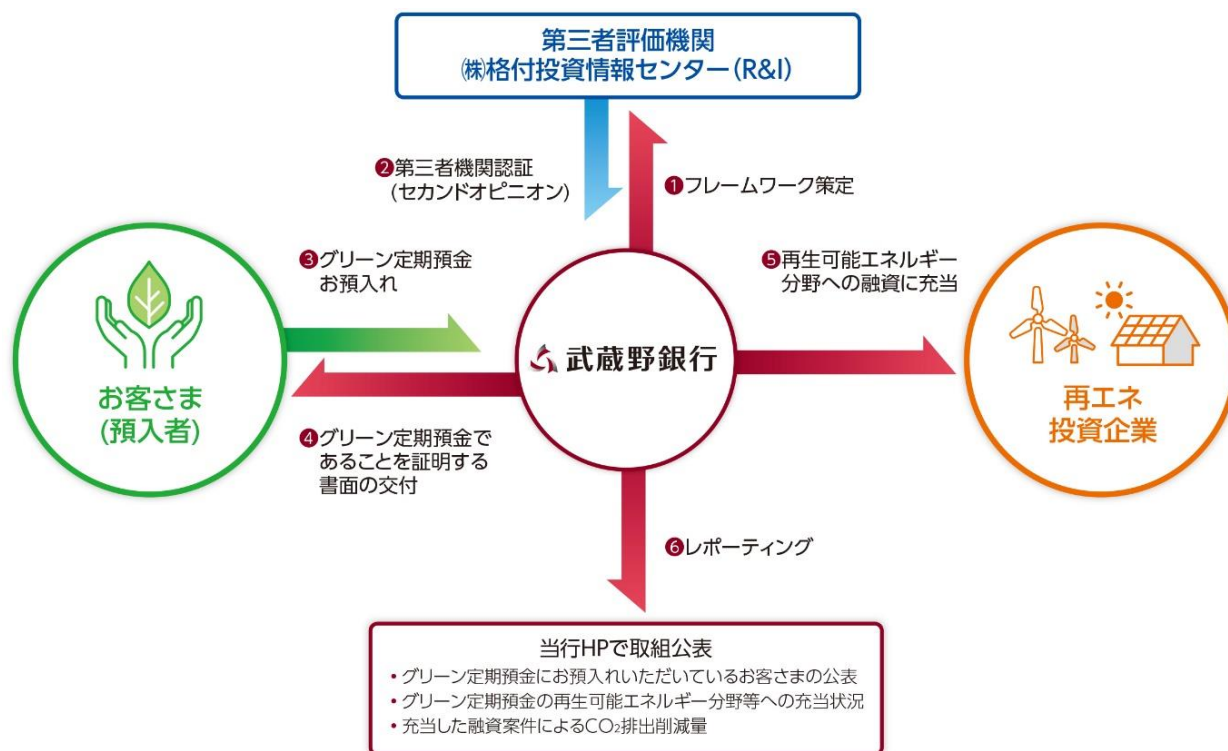 第三者評価機関
㈱格付投資情報センター(R&I)
❷第三者機関認証
(セカンドオピニオン)
❶フレームワーク策定
❸グリーン定期預金
お預入れ
❺再生可能エネルギー
分野への融資に充当
武蔵野銀行
お客さま
(預入者)
再エネ
投資企業
❹グリーン定期預金で
あることを証明する
書面の交付
❻レポーティング
当行HPで取組公表
• グリーン定期預金にお預入れいただいているお客さまの公表
• グリーン定期預金の再生可能エネルギー分野等への充当状況
• 充当した融資案件によるCO₂排出削減量